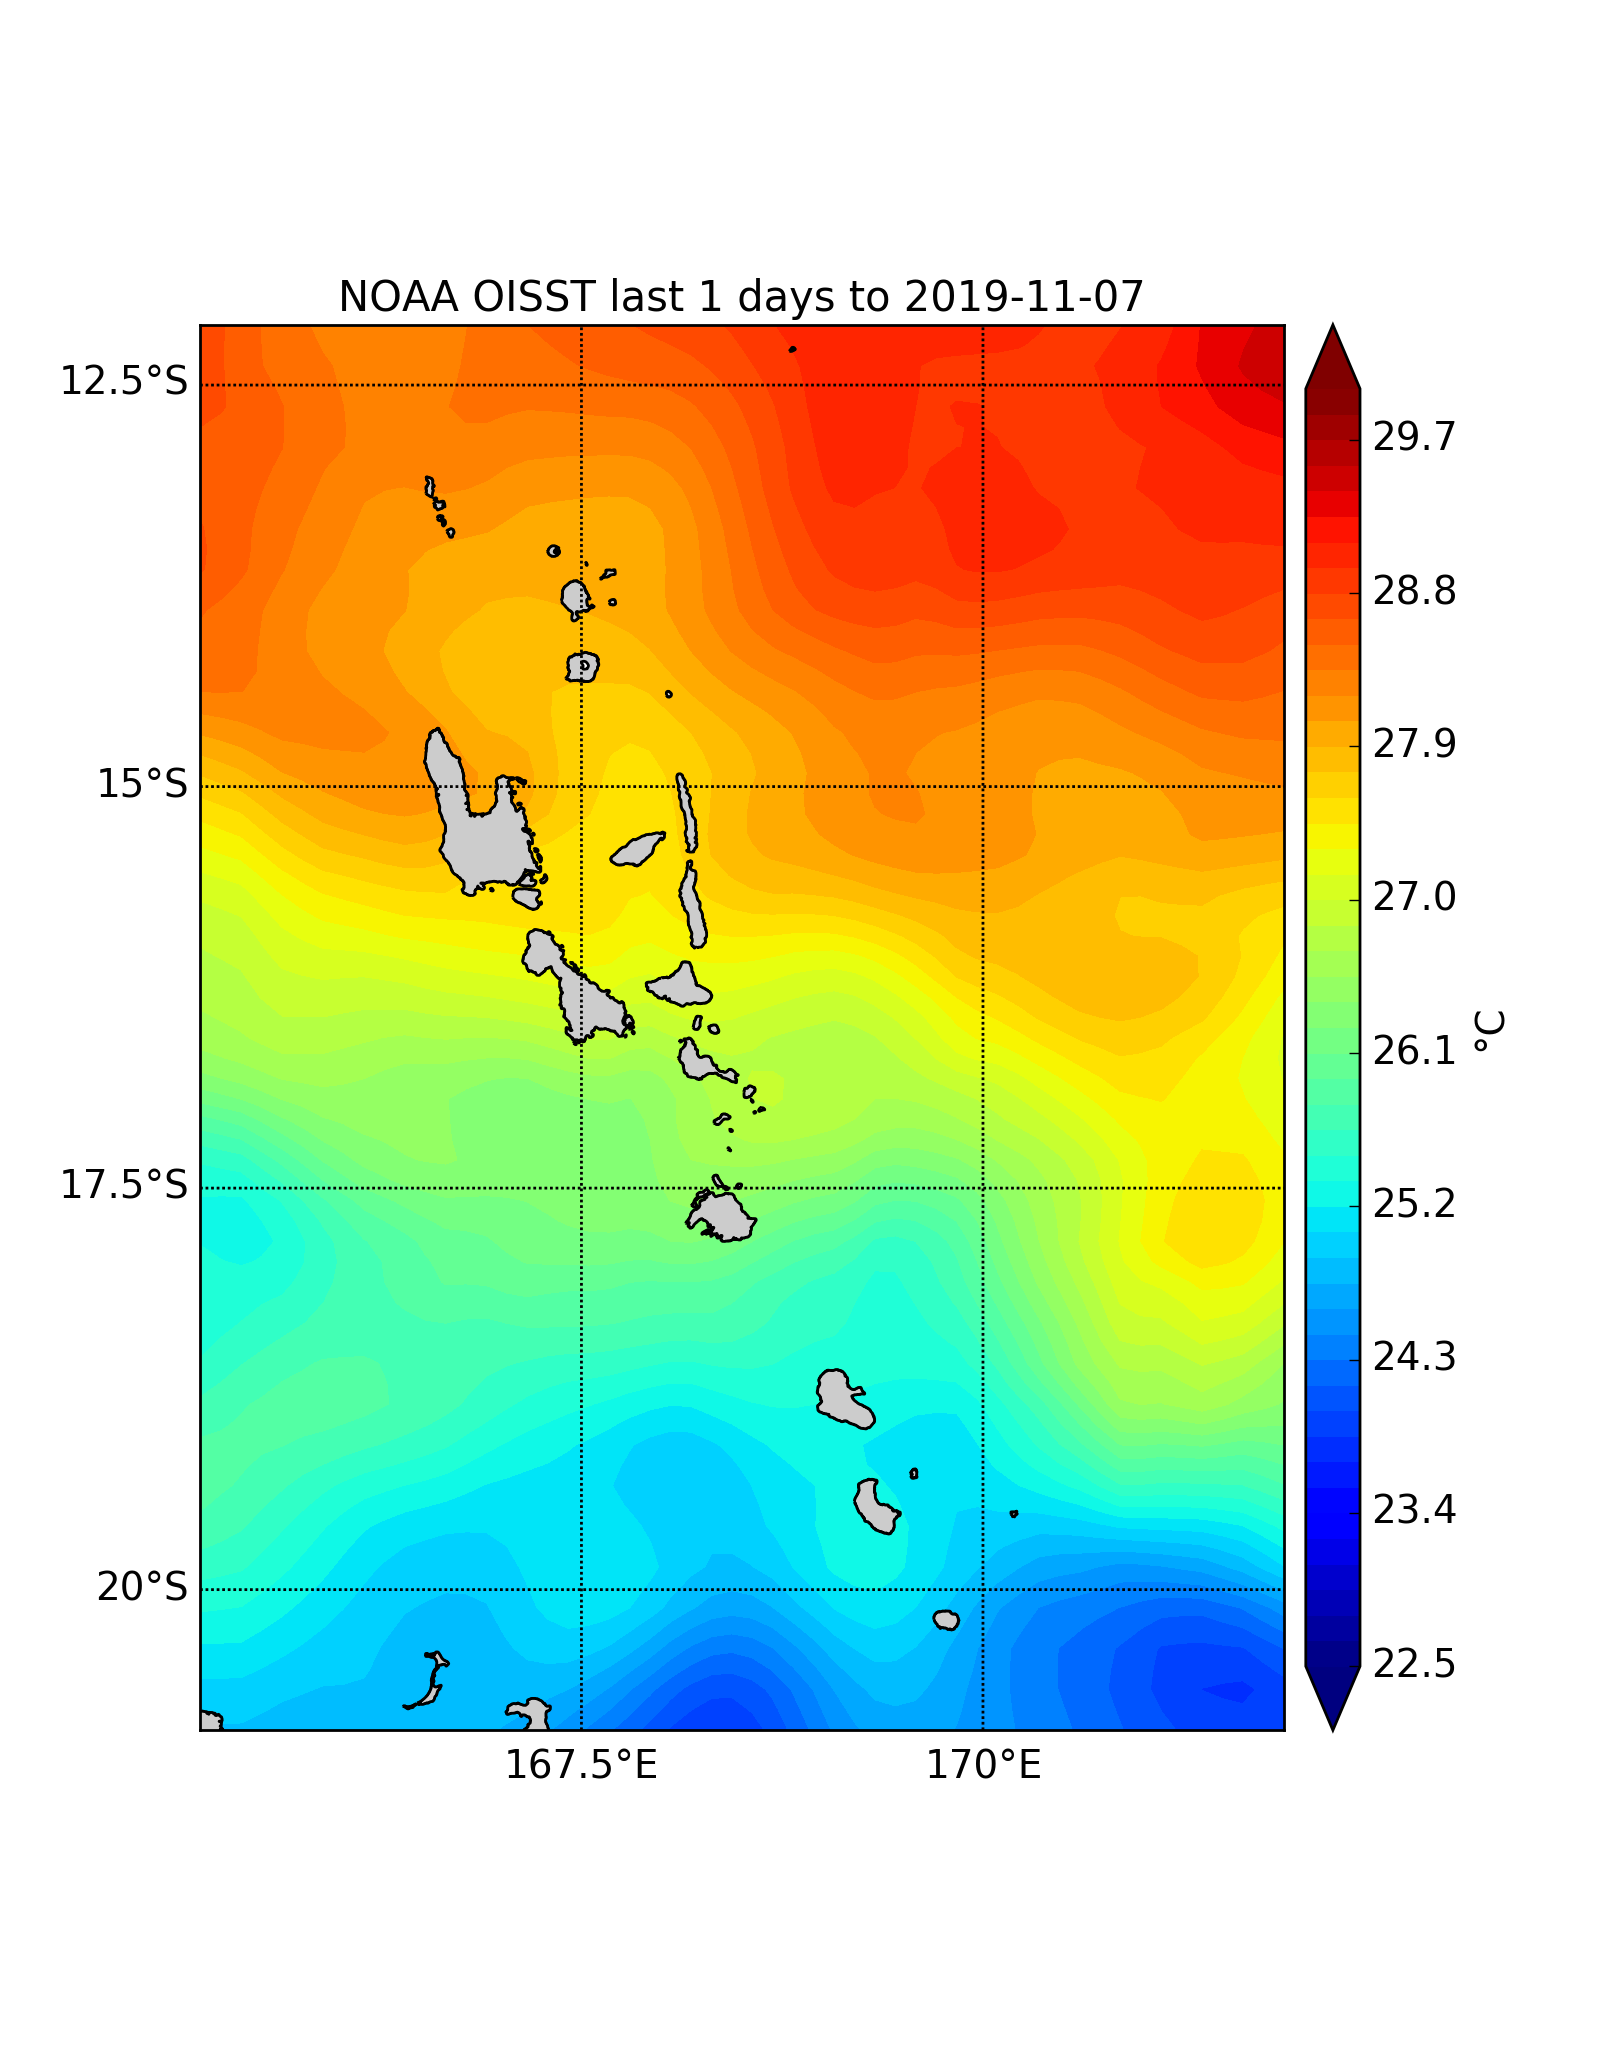 NOAA OISST last 1 days to 2019-11-07
12.5°S
15°S
17.5°S
20°S
167.5°E
170°E
29.7
28.8
27.9
27.0
26.1
25.2
24.3
23.4
22.5
°C